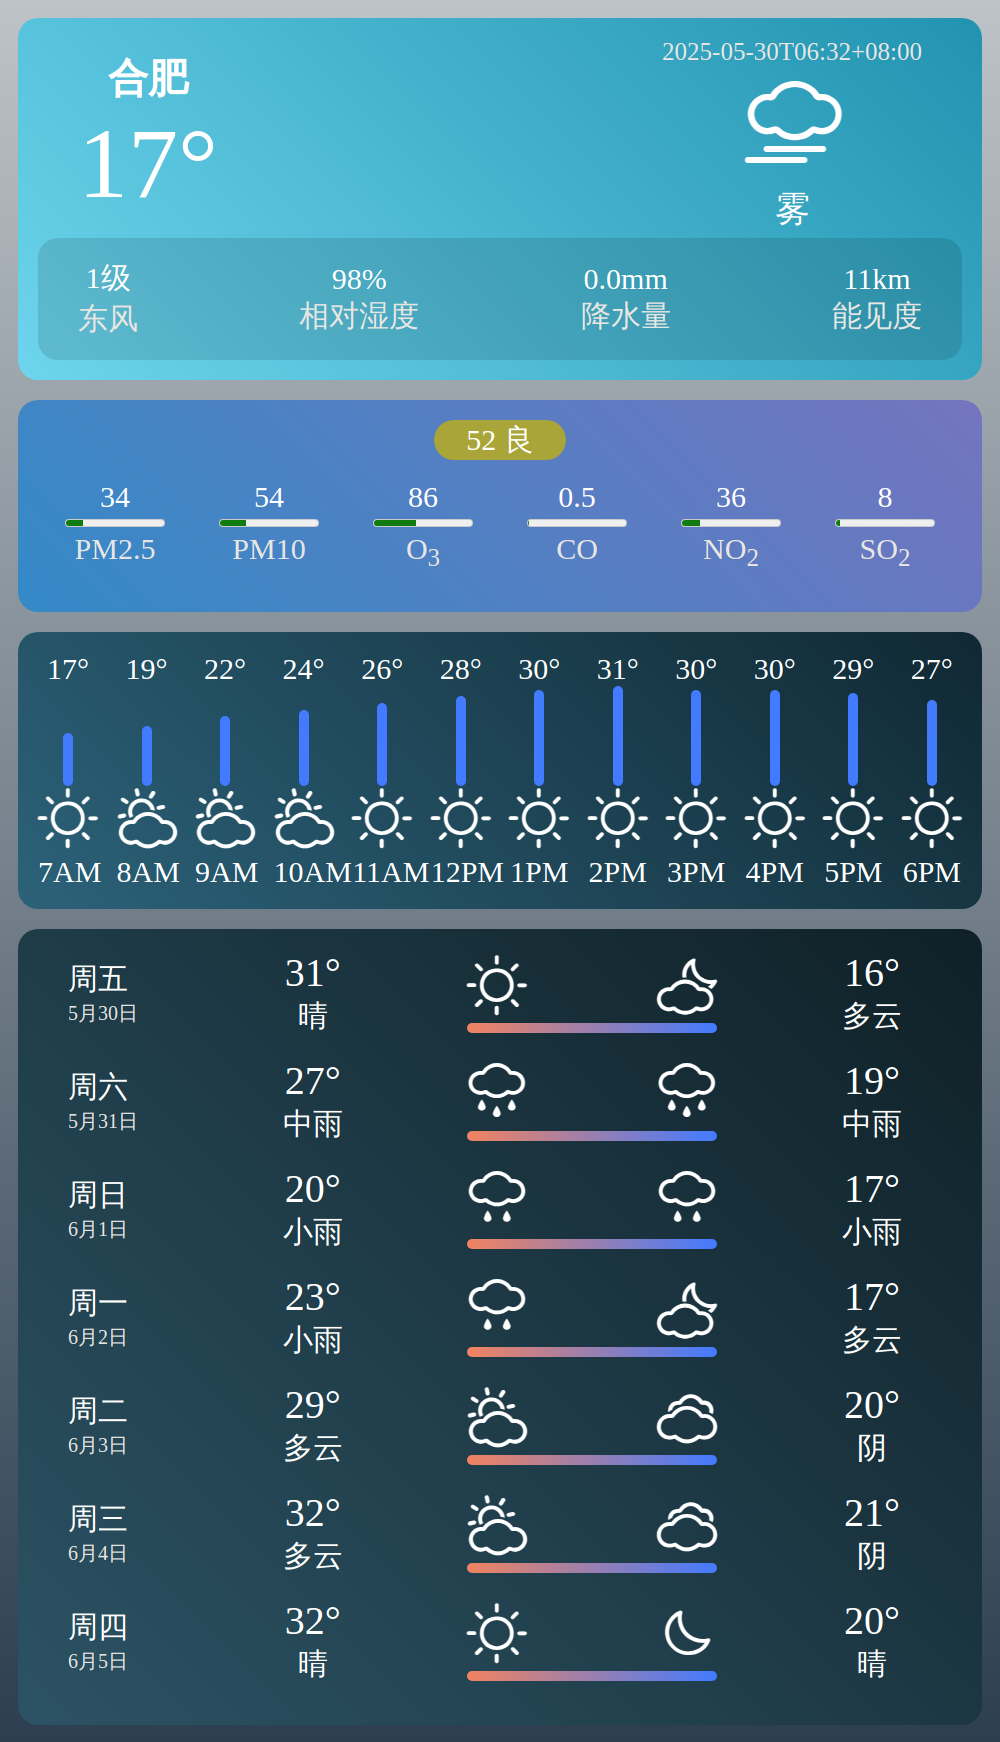 合肥
17°
2025-05-30T06:32+08:00
雾
1级 98% 0.0mm 11km
东风 相对湿度 降水量 能见度
52 良
34 54 86 0.5 36 8
PM2.5 PM10 O3 CO NO2 SO2
17° 19° 22° 24° 26° 28° 30° 31° 30° 30° 29° 27°
7AM 8AM 9AM 10AM 11AM 12PM 1PM 2PM 3PM 4PM 5PM 6PM
周五 31° 16°
5月30日 晴 多云
周六 27° 19°
5月31日 中雨 中雨
周日 20° 17°
6月1日 小雨 小雨
周一 23° 17°
6月2日 小雨 多云
周二 29° 20°
6月3日 多云 阴
周三 32° 21°
6月4日 多云 阴
周四 32° 20°
6月5日 晴 晴